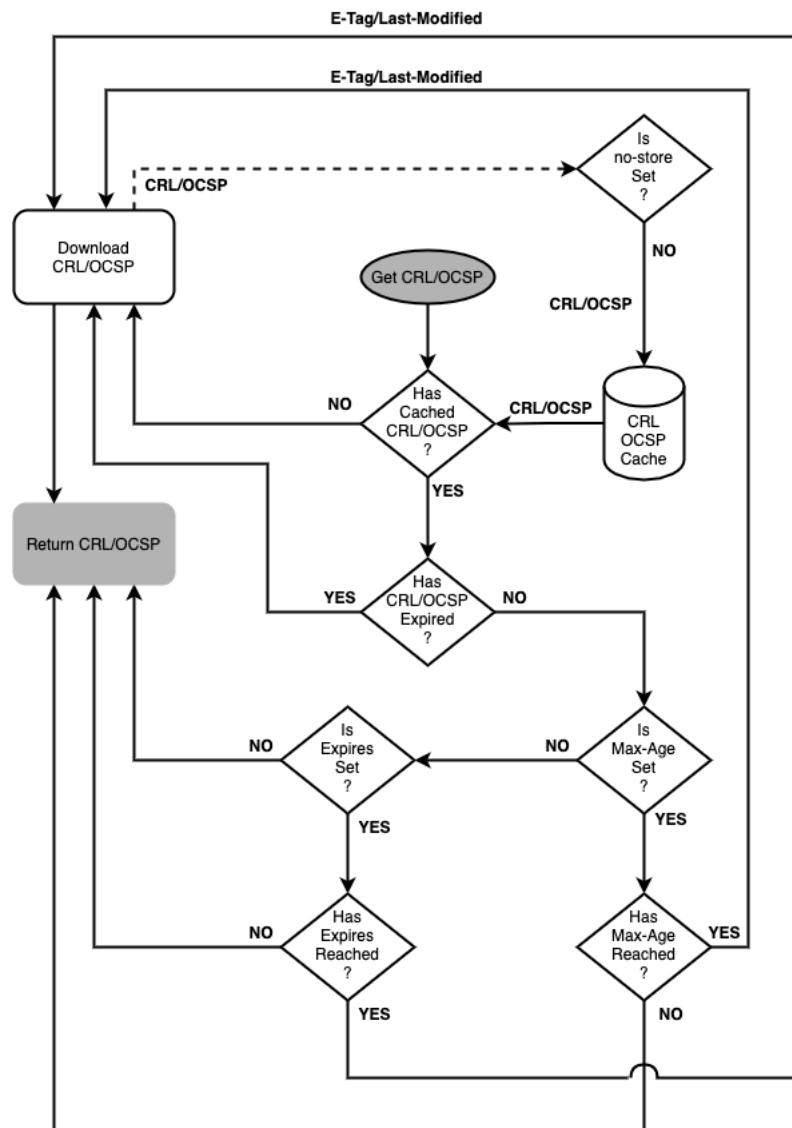 E-Tag/Last-Modified
E-Tag/Last-Modified
Is
no-store
Set
?
CRL/OCSP
Download
CRL/OCSP
NO
Get CRL/OCSP
CRL/OCSP
Has
Cached
CRL/OCSP
?
NO
CRL/OCSP
CRL
OCSP
Cache
YES
Return CRL/OCSP
Has
CRL/OCSP
Expired
?
YES
NO
Is
Expires
Set
?
NO
Is
Max-Age
Set
?
NO
YES
YES
Has
Expires
Reached
?
NO
Has
Max-Age
Reached
?
YES
YES
NO